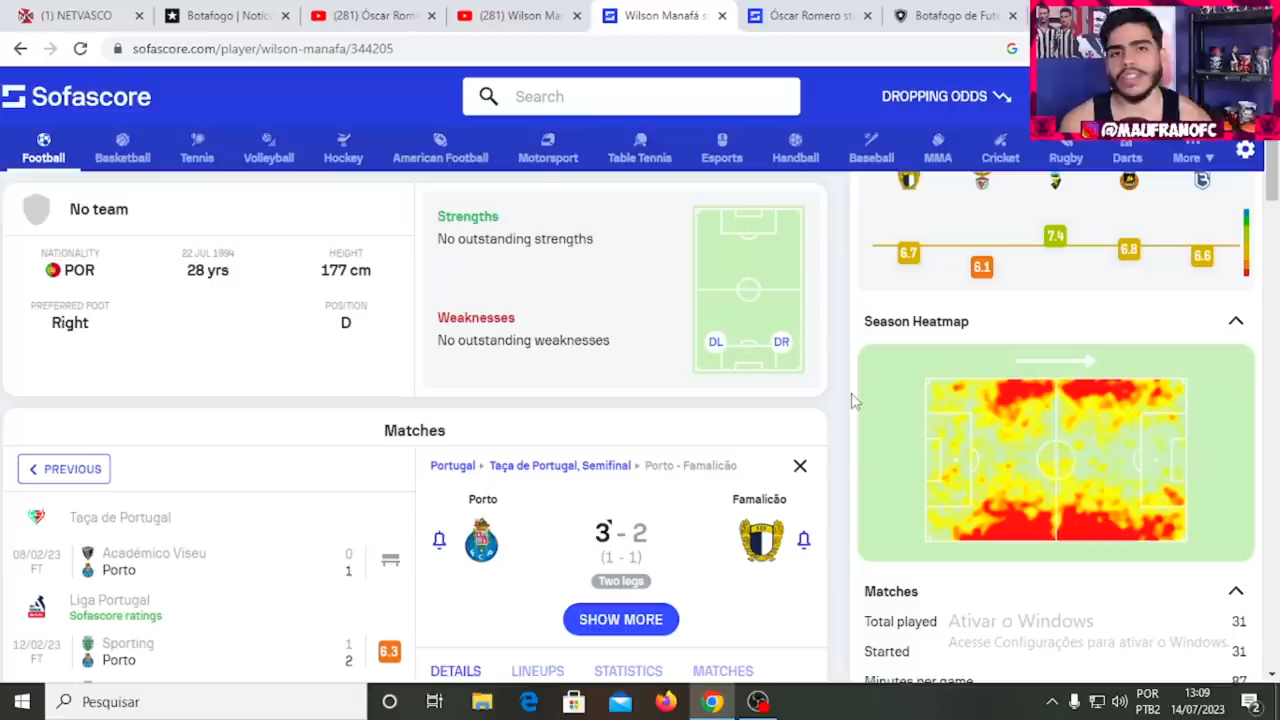 (1) NETVASCO
Botafogo | Notíc
(281) Óscar Rom
(281) Wilson Ma
Wilson Manafá s
Óscar Romero st
Botafogo de Fute
sofascore.com/player/wilson-manafa/344205
Sofascore
Search
DROPPING ODDS
@MAUFRANOFC
Football
Basketball
Tennis
Volleyball
Hockey
American Football
Motorsport
Table Tennis
Esports
Handball
Baseball
MMA
Cricket
Rugby
Darts
More
No team
NATIONALITY
POR
22 JUL 1994
28 yrs
HEIGHT
177 cm
PREFERRED FOOT
Right
POSITION
D
Strengths
No outstanding strengths
Weaknesses
No outstanding weaknesses
DL
DR
6.7
6.1
7.4
6.8
6.6
Season Heatmap
Matches
PREVIOUS
Taça de Portugal
08/02/23
FT
Académico Viseu
0
Porto
1
Liga Portugal
Sofascore ratings
12/02/23
FT
Sporting
1
Porto
2
6.3
Portugal
Taça de Portugal, Semifinal
Porto - Famalicão
Porto
Famalicão
3 - 2
(1 - 1)
Two legs
SHOW MORE
DETAILS
LINEUPS
STATISTICS
MATCHES
Matches
Total played
31
Started
31
Minutes per game
87
Ativar o Windows
Acesse Configurações para ativar o Windows.
Pesquisar
POR
PTB2
13:09
14/07/2023
2